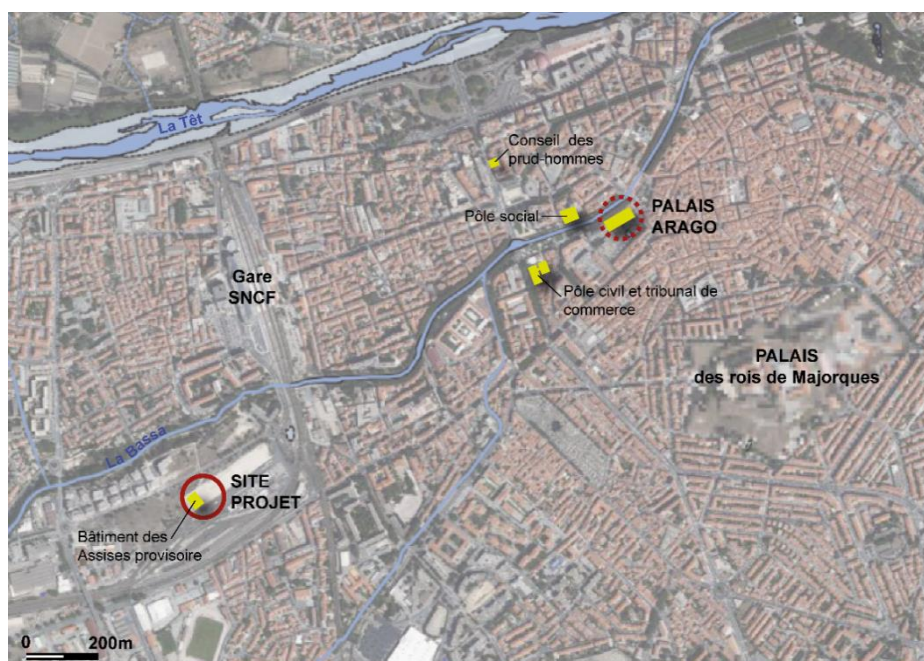 La Têt
Conseil des
prud-hommes
Pôle social
PALAIS
ARAGO
Gare
SNCF
Pôle civil et tribunal de
commerce
PALAIS
des rois de Majorques
La Bassa
SITE
PROJET
Bâtiment des
Assises provisoire
0 200m